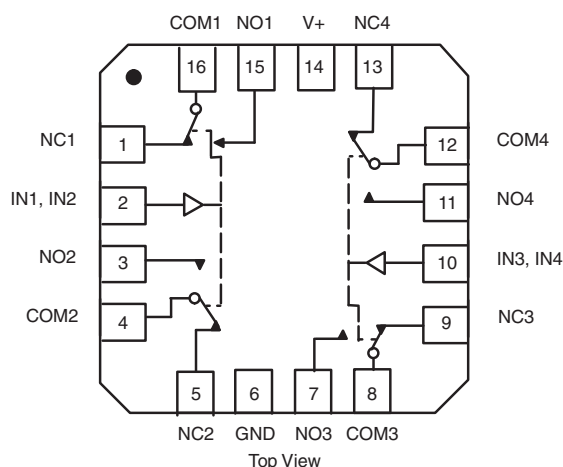 COM1 NO1 V+ NC4
16 15 14 13
NC1 1 12 COM4
IN1, IN2 2 11 NO4
NO2 3 10 IN3, IN4
COM2 4 9 NC3
5 6 7 8
NC2 GND NO3 COM3
Top View